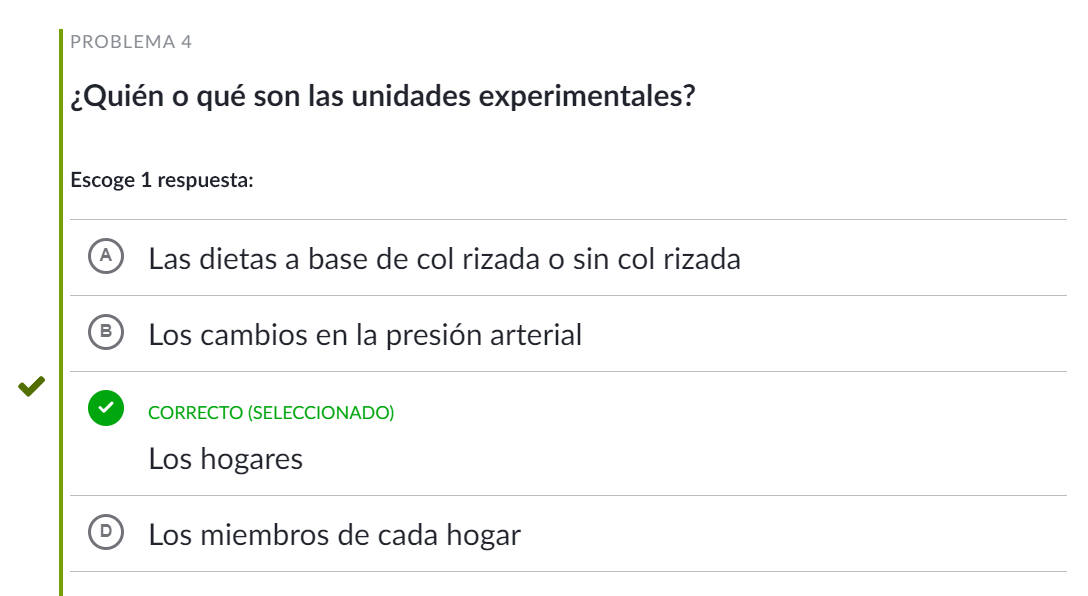 PROBLEMA 4
¿Quién o qué son las unidades experimentales?
Escoge 1 respuesta:
A Las dietas a base de col rizada o sin col rizada
B Los cambios en la presión arterial
CORRECTO (SELECCIONADO)
Los hogares
D Los miembros de cada hogar